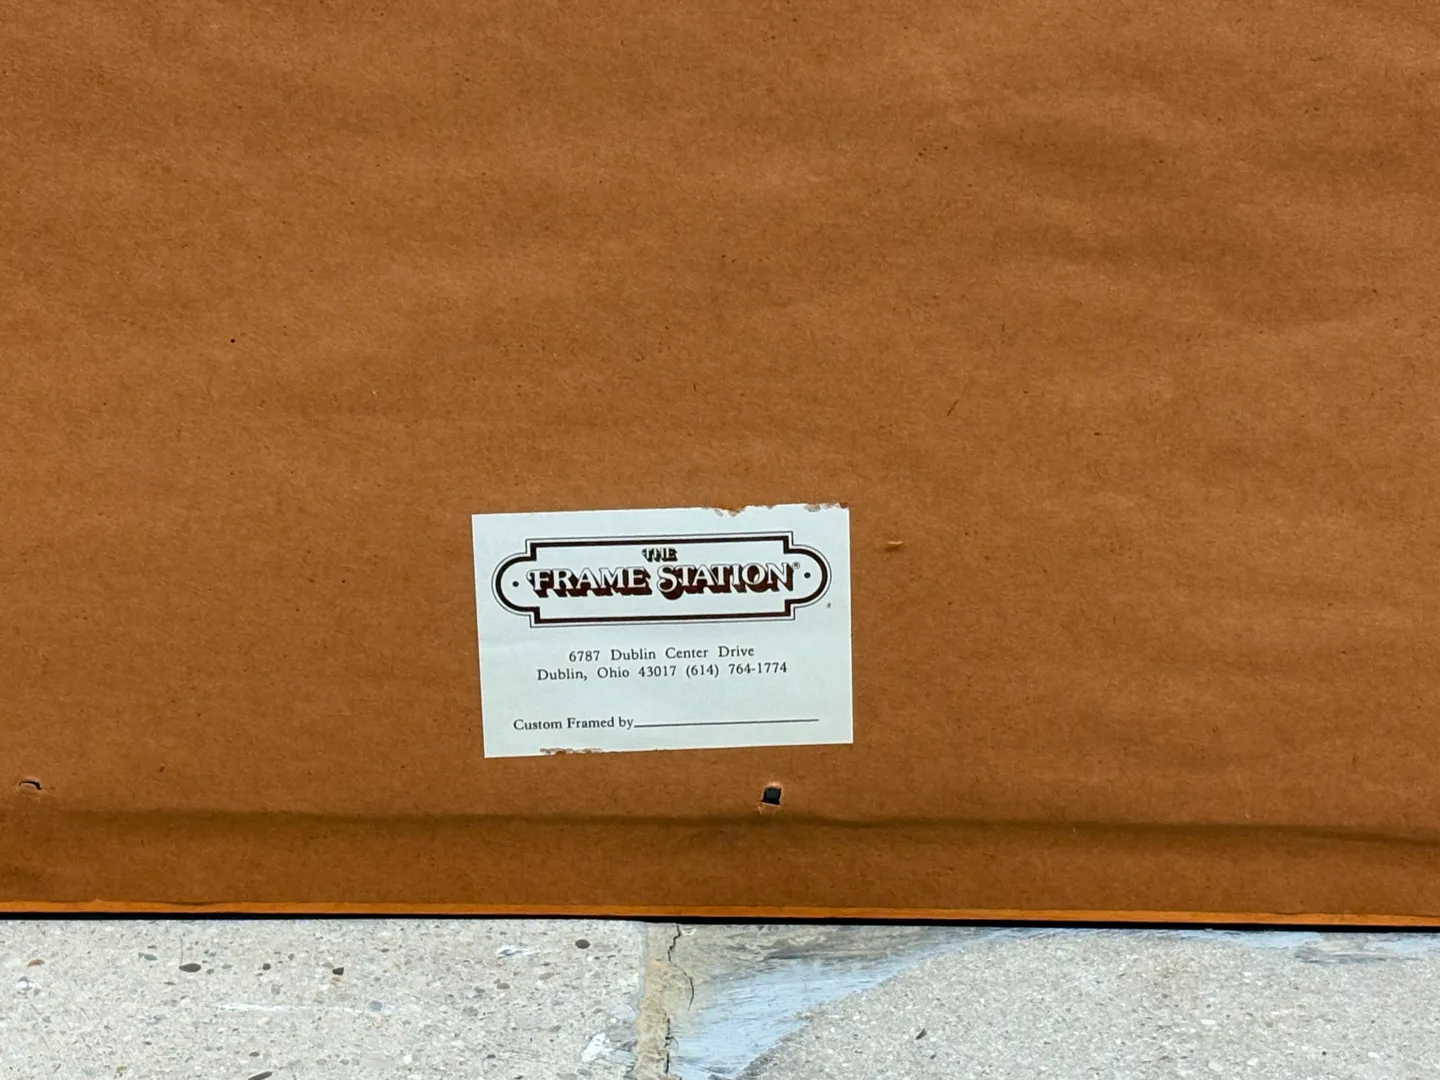 THE
FRAME STATION®
6787 Dublin Center Drive
Dublin, Ohio 43017 (614) 764-1774
Custom Framed by